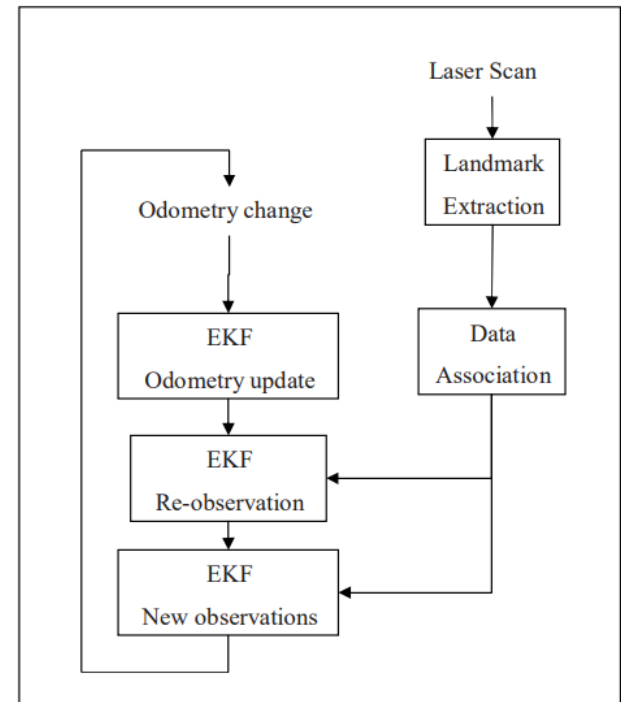 Laser Scan
Landmark
Extraction
Odometry change
EKF
Odometry update
Data
Association
EKF
Re-observation
EKF
New observations